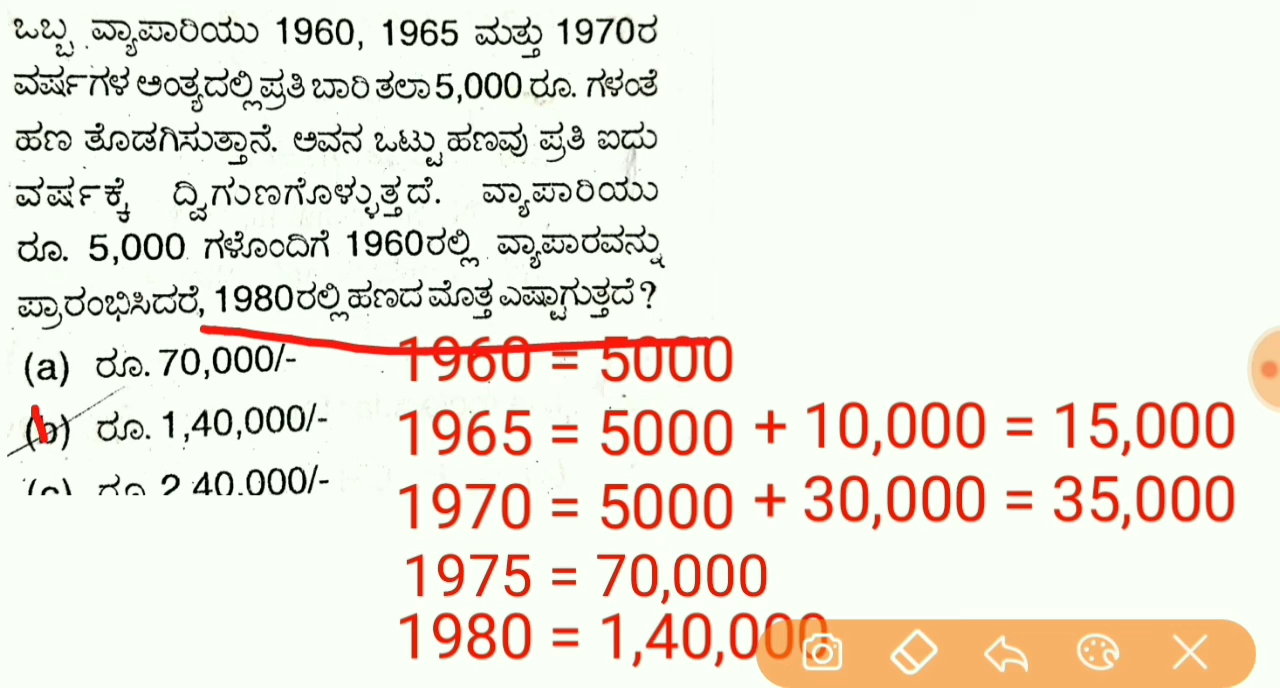 ಒಬ್ಬ ವ್ಯಾಪಾರಿಯು 1960, 1965 ಮತ್ತು 1970ರ
ವರ್ಷಗಳ ಅಂತ್ಯದಲ್ಲಿ ಪ್ರತಿ ಬಾರಿ ತಲಾ 5,000 ರೂ. ಗಳಂತೆ
ಹಣ ತೊಡಗಿಸುತ್ತಾನೆ. ಅವನ ಒಟ್ಟು ಹಣವು ಪ್ರತಿ ಐದು
ವರ್ಷಕ್ಕೆ ದ್ವಿಗುಣಗೊಳ್ಳುತ್ತದೆ. ವ್ಯಾಪಾರಿಯು
ರೂ. 5,000 ಗಳೊಂದಿಗೆ 1960ರಲ್ಲಿ ವ್ಯಾಪಾರವನ್ನು
ಪ್ರಾರಂಭಿಸಿದರೆ, 1980ರಲ್ಲಿ ಹಣದ ಮೊತ್ತ ಎಷ್ಟಾಗುತ್ತದೆ?
(a) ರೂ. 70,000/-
(b) ರೂ. 1,40,000/-
(c) ರೂ 2,40,000/-
1960 = 5000
1965 = 5000 + 10,000 = 15,000
1970 = 5000 + 30,000 = 35,000
1975 = 70,000
1980 = 1,40,000